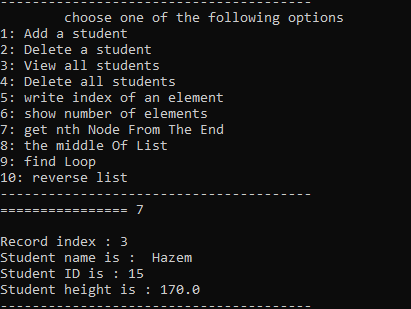 ---------------------------------------
        choose one of the following options
1: Add a student
2: Delete a student
3: View all students
4: Delete all students
5: write index of an element
6: show number of elements
7: get nth Node From The End
8: the middle Of List
9: find Loop
10: reverse list
---------------------------------------
================ 7

Record index : 3
Student name is :  Hazem
Student ID is : 15
Student height is : 170.0
---------------------------------------